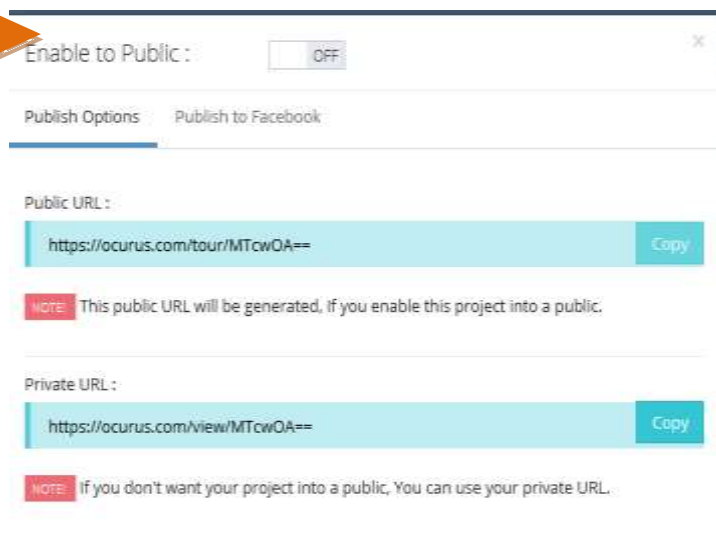 Enable to Public : OFF ×
Publish Options Publish to Facebook
Public URL :
https://ocurus.com/tour/MTcwOA== Copy
NOTE! This public URL will be generated, If you enable this project into a public.
Private URL :
https://ocurus.com/view/MTcwOA== Copy
NOTE! If you don't want your project into a public, You can use your private URL.